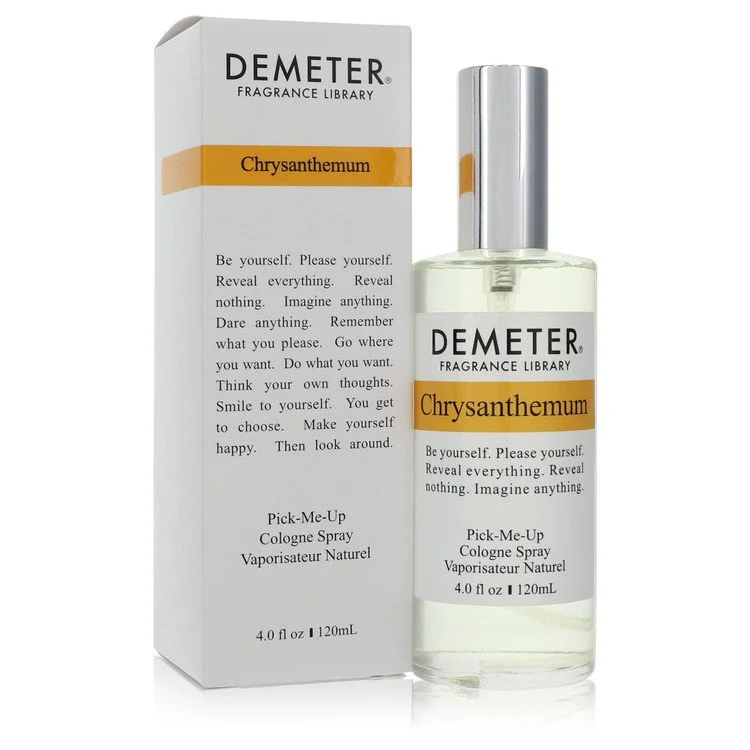 DEMETER®
FRAGRANCE LIBRARY
Chrysanthemum
Be yourself. Please yourself.
Reveal everything. Reveal
nothing. Imagine anything.
Dare anything. Remember
what you please. Go where
you want. Do what you want.
Think your own thoughts.
Smile to yourself. You get
to choose. Make yourself
happy. Then look around.
Pick-Me-Up
Cologne Spray
Vaporisateur Naturel
4.0 fl oz ❚ 120mL
DEMETER®
FRAGRANCE LIBRARY
Chrysanthemum
Be yourself. Please yourself.
Reveal everything. Reveal
nothing. Imagine anything.
Pick-Me-Up
Cologne Spray
Vaporisateur Naturel
4.0 fl oz ❚ 120mL